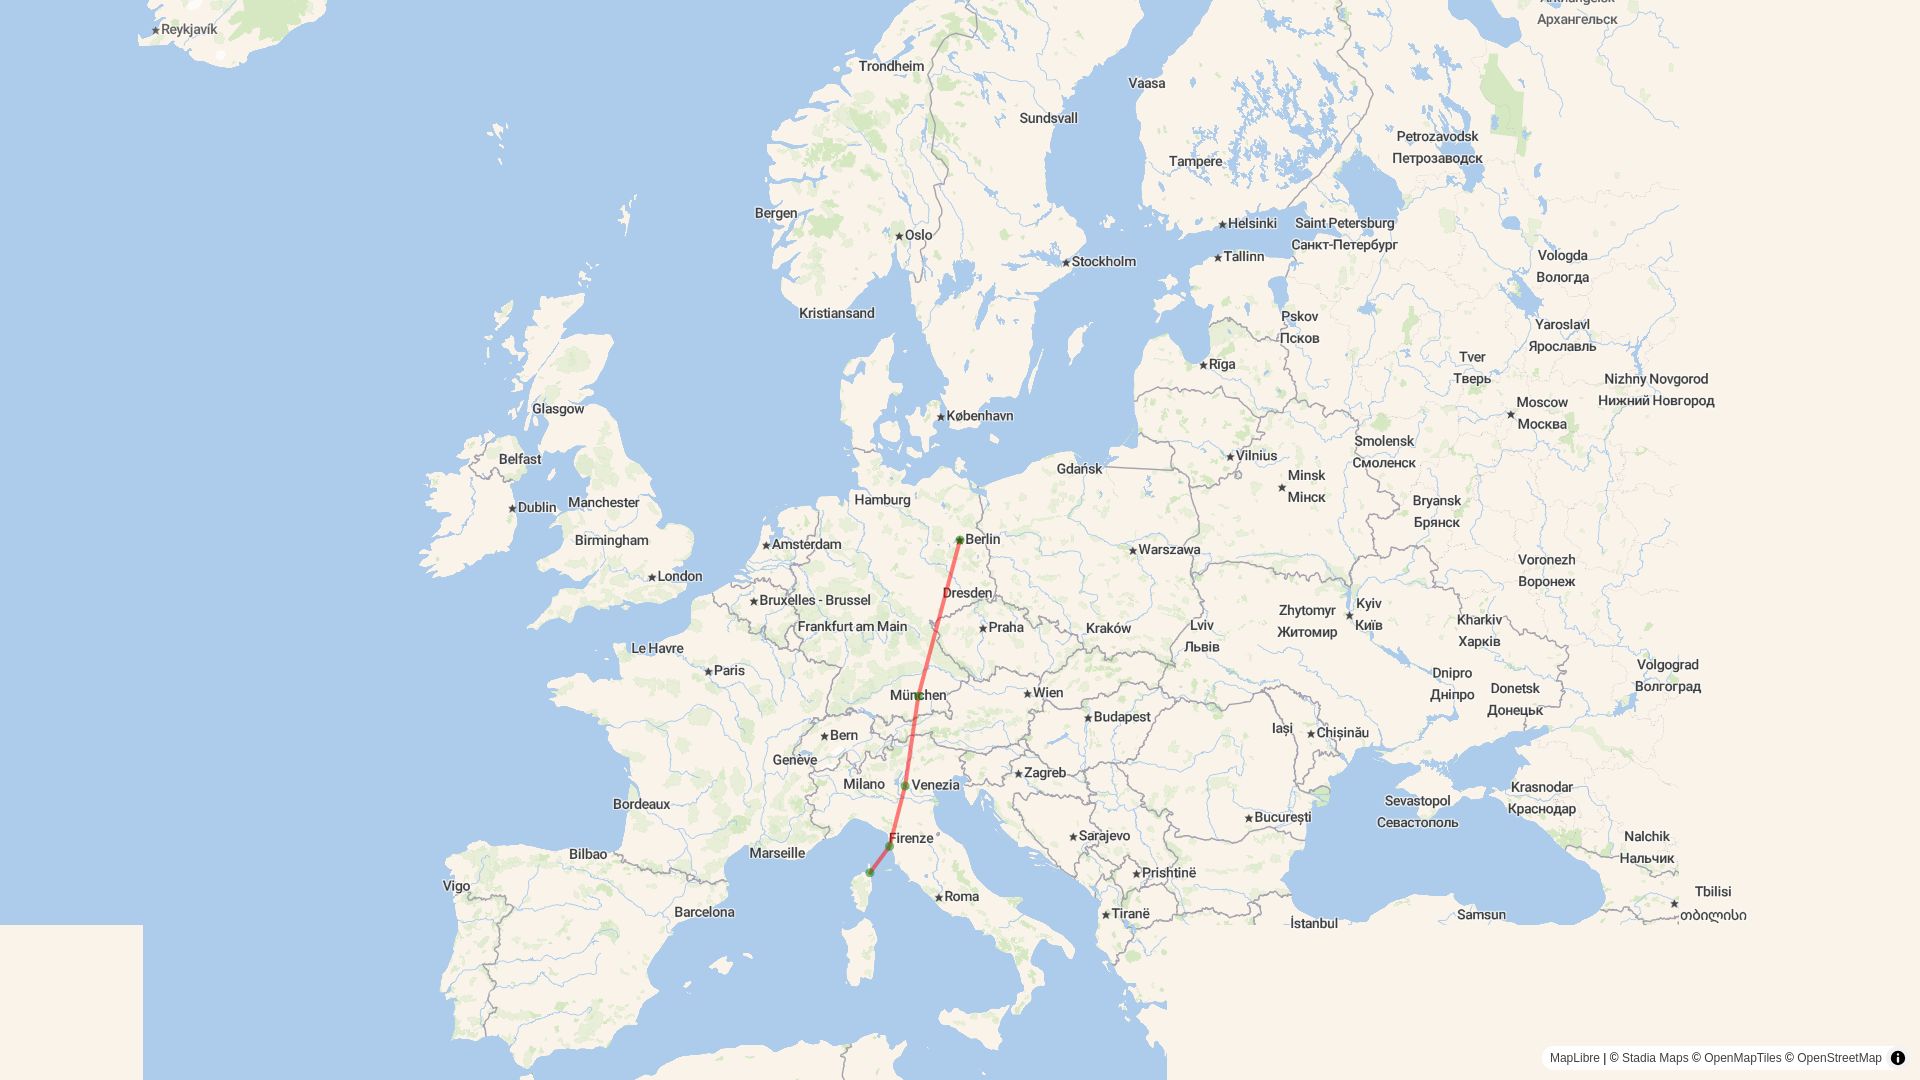 Архангельск
Reykjavík
Trondheim
Vaasa
Sundsvall
Petrozavodsk
Петрозаводск
Tampere
Bergen
Oslo
Helsinki
Saint Petersburg
Санкт-Петербург
Tallinn
Stockholm
Vologda
Вологда
Kristiansand
Pskov
Псков
Yaroslavl
Ярославль
Rīga
Tver
Тверь
Nizhny Novgorod
Нижний Новгород
Glasgow
København
Moscow
Москва
Smolensk
Смоленск
Belfast
Gdańsk
Vilnius
Minsk
Мінск
Hamburg
Manchester
Dublin
Bryansk
Брянск
Birmingham
Amsterdam
Berlin
Warszawa
London
Voronezh
Воронеж
Dresden
Bruxelles - Brussel
Frankfurt am Main
Praha
Kraków
Lviv
Львів
Zhytomyr
Житомир
Kyiv
Київ
Kharkiv
Харків
Le Havre
Paris
München
Wien
Dnipro
Дніпро
Donetsk
Донецьк
Volgograd
Волгоград
Budapest
Iași
Chișinău
Bern
Genève
Milano
Venezia
Zagreb
Bordeaux
Sevastopol
Севастополь
Krasnodar
Краснодар
București
Sarajevo
Firenze
Marseille
Bilbao
Nalchik
Нальчик
Prishtinë
Vigo
Roma
Barcelona
Tiranë
İstanbul
Samsun
Tbilisi
თბილისი
MapLibre | © Stadia Maps © OpenMapTiles © OpenStreetMap